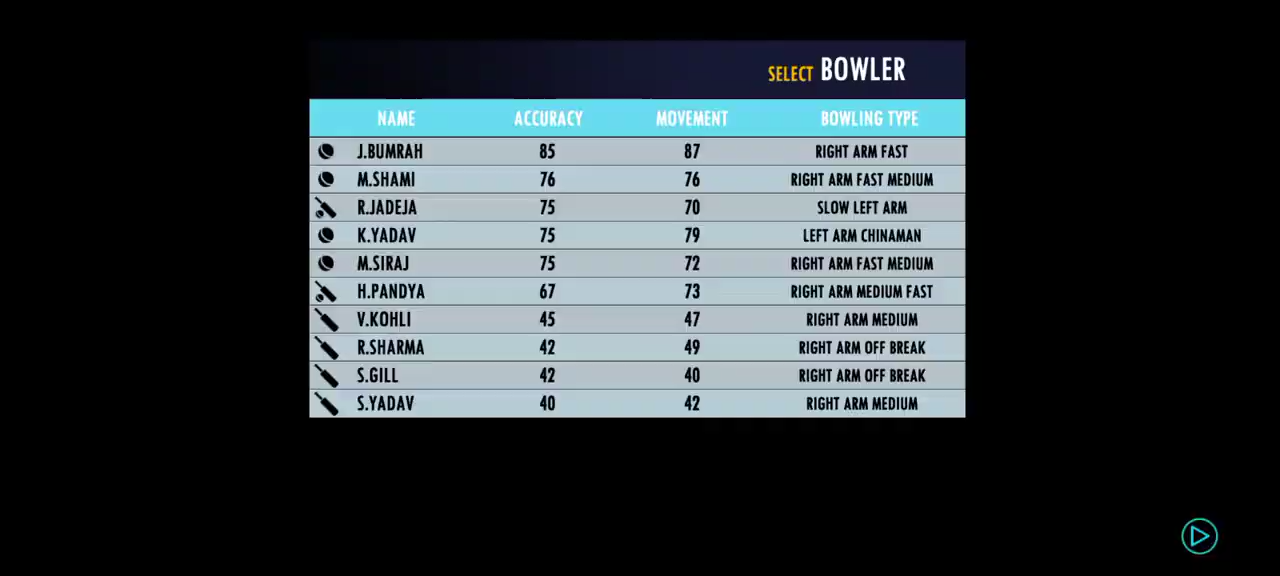 SELECT BOWLER
NAME ACCURACY MOVEMENT BOWLING TYPE
J.BUMRAH 85 87 RIGHT ARM FAST
M.SHAMI 76 76 RIGHT ARM FAST MEDIUM
R.JADEJA 75 70 SLOW LEFT ARM
K.YADAV 75 79 LEFT ARM CHINAMAN
M.SIRAJ 75 72 RIGHT ARM FAST MEDIUM
H.PANDYA 67 73 RIGHT ARM MEDIUM FAST
V.KOHLI 45 47 RIGHT ARM MEDIUM
R.SHARMA 42 49 RIGHT ARM OFF BREAK
S.GILL 42 40 RIGHT ARM OFF BREAK
S.YADAV 40 42 RIGHT ARM MEDIUM